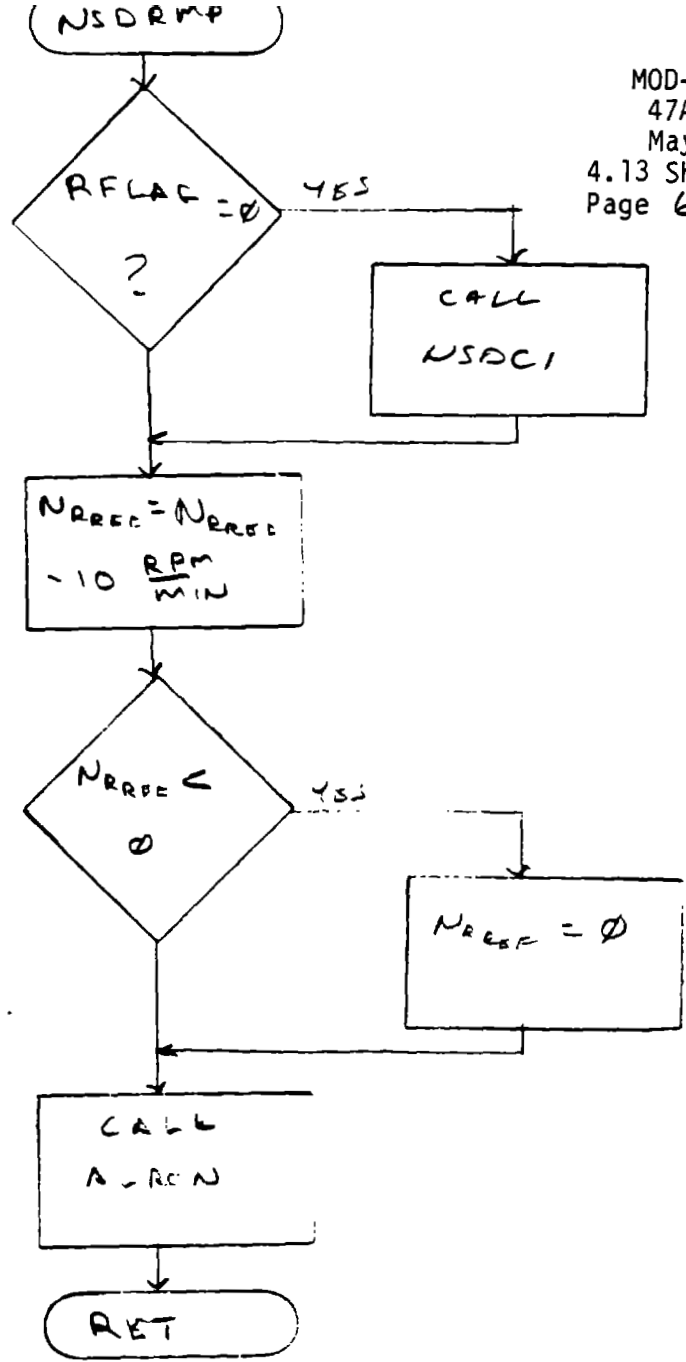 NSDRMP
MOD-
47A
May
4.13 Sh
Page 6
RFLAG = Ø
?
YES
CALL
NSDC1
NRREF = NRREF
-10 RPM
MIN
NRREF <
Ø
YES
NRREF = Ø
CALL
RET